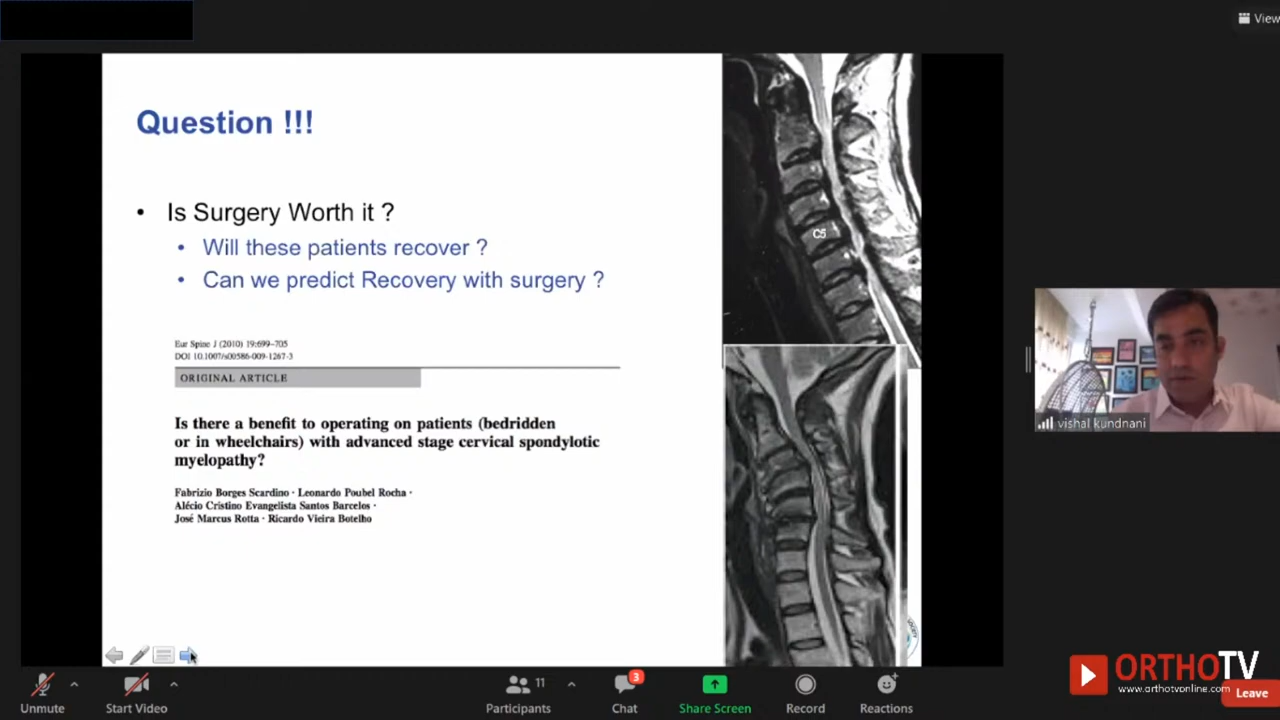 View
Question !!!
• Is Surgery Worth it ?
• Will these patients recover ?
• Can we predict Recovery with surgery ?
Eur Spine J (2010) 19:699–705
DOI 10.1007/s00586-009-1267-3
ORIGINAL ARTICLE
Is there a benefit to operating on patients (bedridden
or in wheelchairs) with advanced stage cervical spondylotic
myelopathy?
Fabrizio Borges Scardino · Leonardo Poubel Rocha ·
Alécio Cristino Evangelista Santos Barcelos ·
José Marcus Rotta · Ricardo Vieira Botelho
C5
vishal kundnani
ORTHOTV
www.orthotvonline.com
Leave
Unmute
Start Video
11
Participants
3
Chat
Share Screen
Record
Reactions